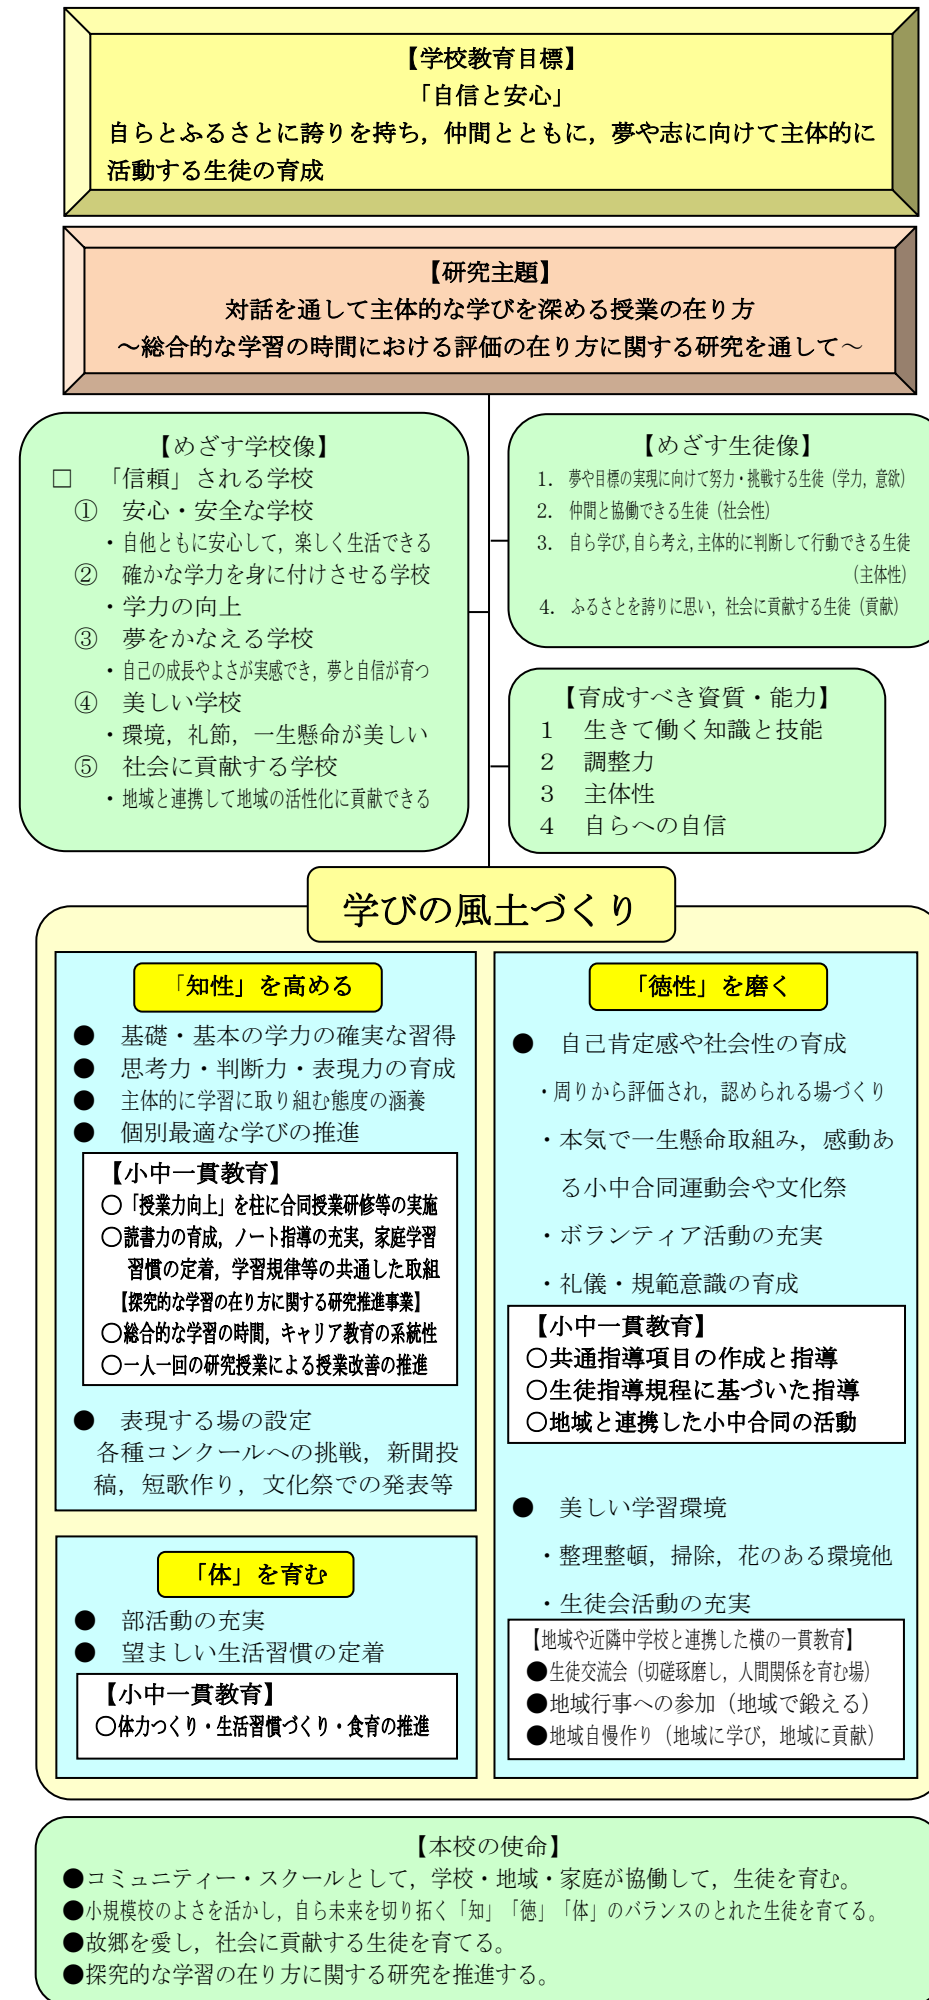 【学校教育目標】
「自信と安心」
自らとふるさとに誇りを持ち，仲間とともに，夢や志に向けて主体的に
活動する生徒の育成
【研究主題】
対話を通して主体的な学びを深める授業の在り方
～総合的な学習の時間における評価の在り方に関する研究を通して～
【めざす学校像】
□　「信頼」される学校
①　安心・安全な学校
・自他ともに安心して，楽しく生活できる
②　確かな学力を身に付けさせる学校
・学力の向上
③　夢をかなえる学校
・自己の成長やよさが実感でき，夢と自信が育つ
④　美しい学校
・環境，礼節，一生懸命が美しい
⑤　社会に貢献する学校
・地域と連携して地域の活性化に貢献できる
【めざす生徒像】
1.　夢や目標の実現に向けて努力・挑戦する生徒（学力，意欲）
2.　仲間と協働できる生徒（社会性）
3.　自ら学び,自ら考え,主体的に判断して行動できる生徒
（主体性）
4.　ふるさとを誇りに思い，社会に貢献する生徒（貢献）
【育成すべき資質・能力】
１　生きて働く知識と技能
２　調整力
３　主体性
４　自らへの自信
学びの風土づくり
「知性」を高める
●　基礎・基本の学力の確実な習得
●　思考力・判断力・表現力の育成
●　主体的に学習に取り組む態度の涵養
●　個別最適な学びの推進
【小中一貫教育】
○「授業力向上」を柱に合同授業研修等の実施
○読書力の育成，ノート指導の充実，家庭学習
習慣の定着，学習規律等の共通した取組
【探究的な学習の在り方に関する研究推進事業】
○総合的な学習の時間，キャリア教育の系統性
○一人一回の研究授業による授業改善の推進
●　表現する場の設定
各種コンクールへの挑戦，新聞投
稿，短歌作り，文化祭での発表等
「体」を育む
●　部活動の充実
●　望ましい生活習慣の定着
【小中一貫教育】
○体力つくり・生活習慣づくり・食育の推進
「徳性」を磨く
●　自己肯定感や社会性の育成
・周りから評価され，認められる場づくり
・本気で一生懸命取組み，感動あ
る小中合同運動会や文化祭
・ボランティア活動の充実
・礼儀・規範意識の育成
【小中一貫教育】
○共通指導項目の作成と指導
○生徒指導規程に基づいた指導
○地域と連携した小中合同の活動
●　美しい学習環境
・整理整頓，掃除，花のある環境他
・生徒会活動の充実
【地域や近隣中学校と連携した横の一貫教育】
●生徒交流会（切磋琢磨し，人間関係を育む場）
●地域行事への参加（地域で鍛える）
●地域自慢作り（地域に学び，地域に貢献）
【本校の使命】
●コミュニティー・スクールとして，学校・地域・家庭が協働して，生徒を育む。
●小規模校のよさを活かし，自ら未来を切り拓く「知」「徳」「体」のバランスのとれた生徒を育てる。
●故郷を愛し，社会に貢献する生徒を育てる。
●探究的な学習の在り方に関する研究を推進する。